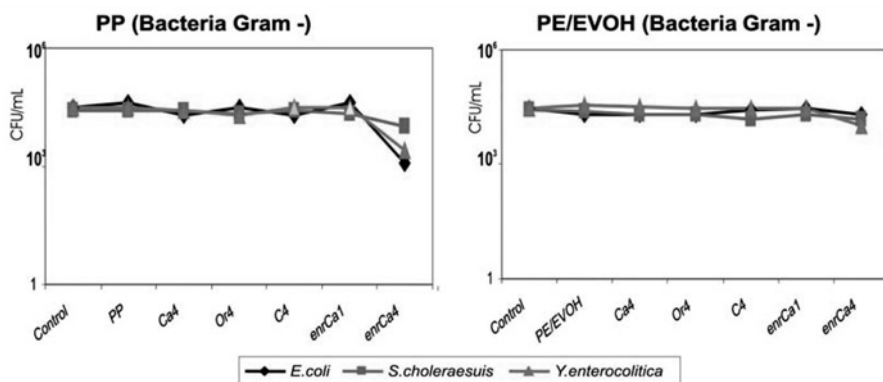 PP (Bacteria Gram -)
10⁶
CFU/mL
10³
1
Control
PP
Ca4
Or4
C4
enrCa1
enrCa4
PE/EVOH (Bacteria Gram -)
10⁶
CFU/mL
10³
1
Control
PE/EVOH
Ca4
Or4
C4
enrCa1
enrCa4
E.coli S.choleraesuis Y.enterocolitica